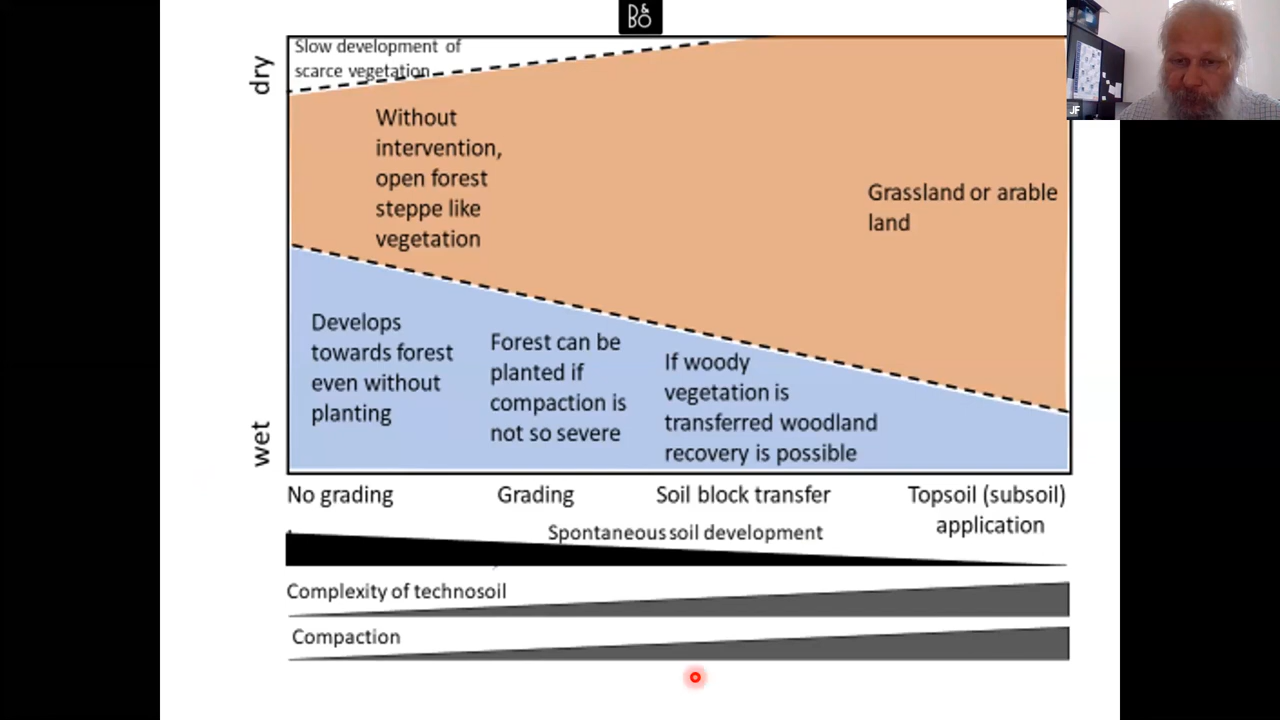 D&
BO
JF
dry
Slow development of
scarce vegetation
Without
intervention,
open forest
steppe like
vegetation
Grassland or arable
land
wet
Develops
towards forest
even without
planting
Forest can be
planted if
compaction is
not so severe
If woody
vegetation is
transferred woodland
recovery is possible
No grading
Grading
Soil block transfer
Topsoil (subsoil)
application
Spontaneous soil development
Complexity of technosoil
Compaction